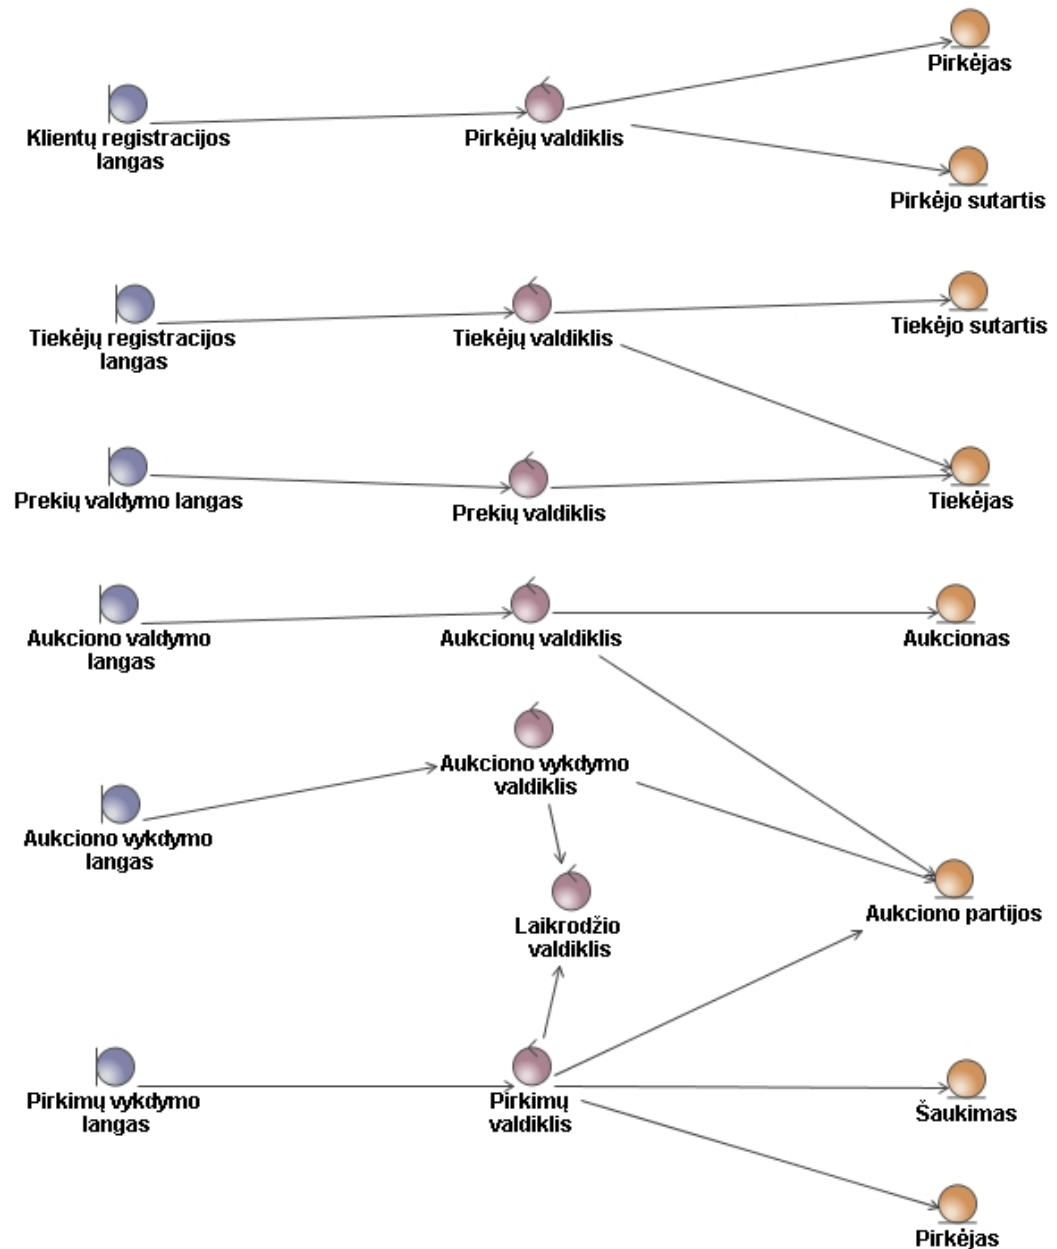 Pirkėjas
Klientų registracijos
langas
Pirkėjų valdiklis
Pirkėjo sutartis
Tiekėjų registracijos
langas
Tiekėjų valdiklis
Tiekėjo sutartis
Prekių valdymo langas
Prekių valdiklis
Tiekėjas
Aukciono valdymo
langas
Aukcionų valdiklis
Aukcionas
Aukciono vykdymo
valdiklis
Aukciono vykdymo
langas
Laikrodžio
valdiklis
Aukciono partijos
Pirkimų vykdymo
langas
Pirkimų
valdiklis
Šaukimas
Pirkėjas